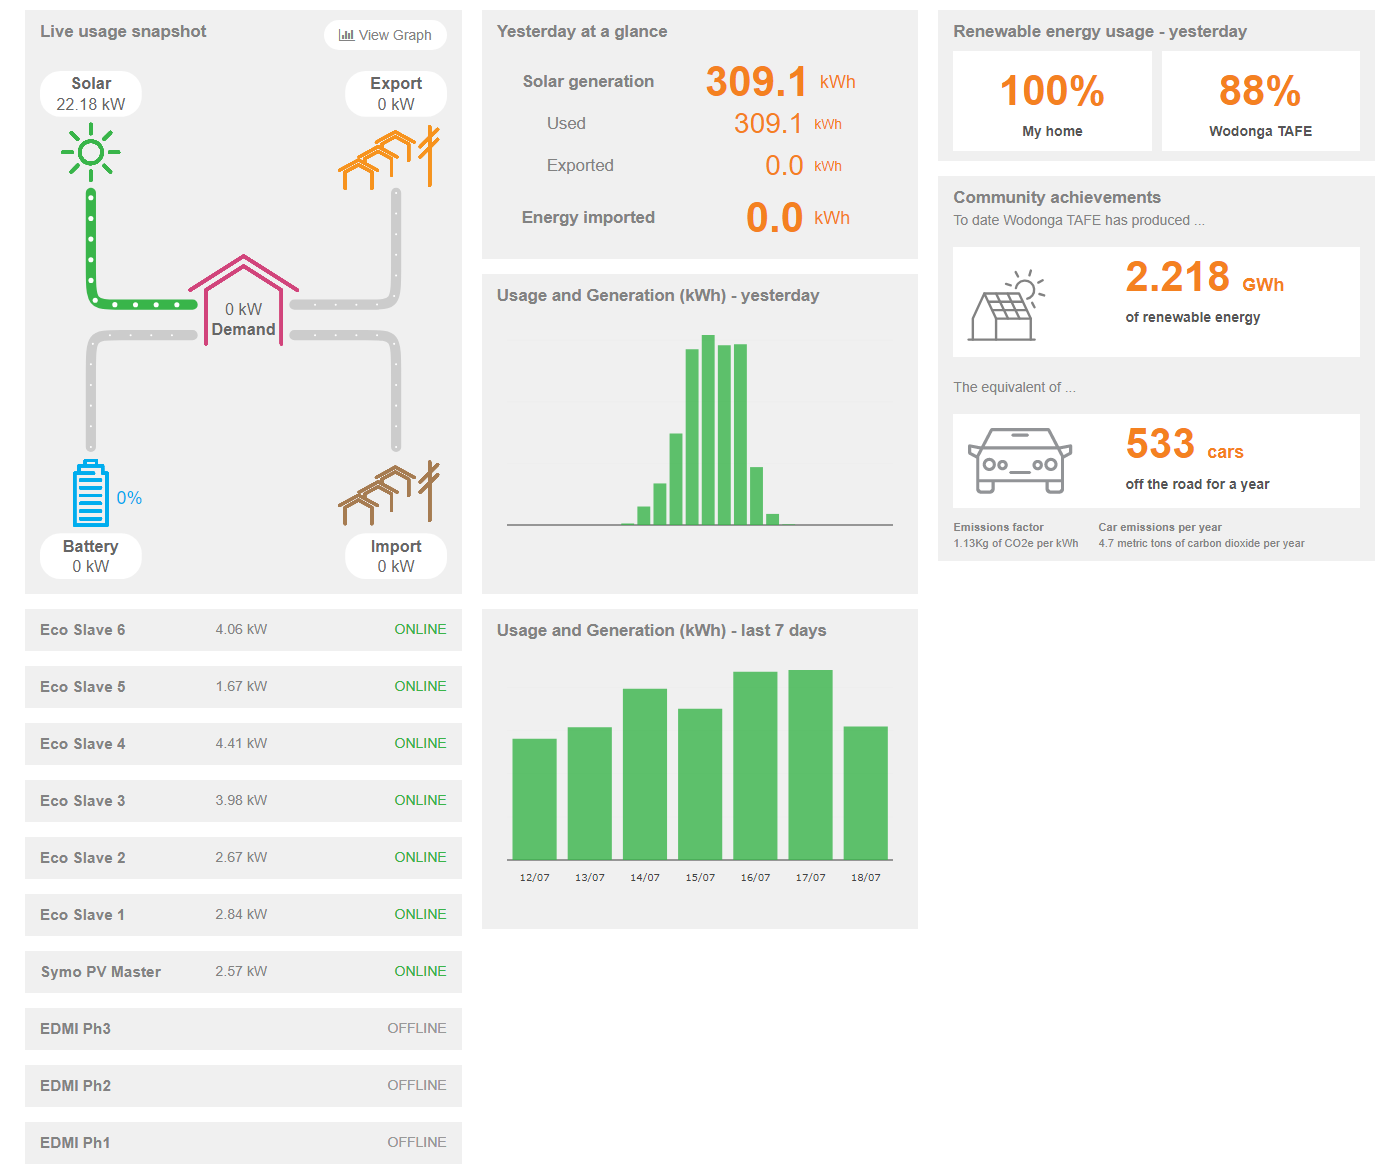 Live usage snapshot
View Graph
Solar
22.18 kW
Export
0 kW
0 kW
Demand
0%
Battery
0 kW
Import
0 kW
Eco Slave 6 4.06 kW ONLINE
Eco Slave 5 1.67 kW ONLINE
Eco Slave 4 4.41 kW ONLINE
Eco Slave 3 3.98 kW ONLINE
Eco Slave 2 2.67 kW ONLINE
Eco Slave 1 2.84 kW ONLINE
Symo PV Master 2.57 kW ONLINE
EDMI Ph3 OFFLINE
EDMI Ph2 OFFLINE
EDMI Ph1 OFFLINE
Yesterday at a glance
Solar generation 309.1 kWh
Used 309.1 kWh
Exported 0.0 kWh
Energy imported 0.0 kWh
Usage and Generation (kWh) - yesterday
Usage and Generation (kWh) - last 7 days
12/07 13/07 14/07 15/07 16/07 17/07 18/07
Renewable energy usage - yesterday
100%
My home
88%
Wodonga TAFE
Community achievements
To date Wodonga TAFE has produced ...
2.218 GWh
of renewable energy
The equivalent of ...
533 cars
off the road for a year
Emissions factor
1.13Kg of CO2e per kWh
Car emissions per year
4.7 metric tons of carbon dioxide per year